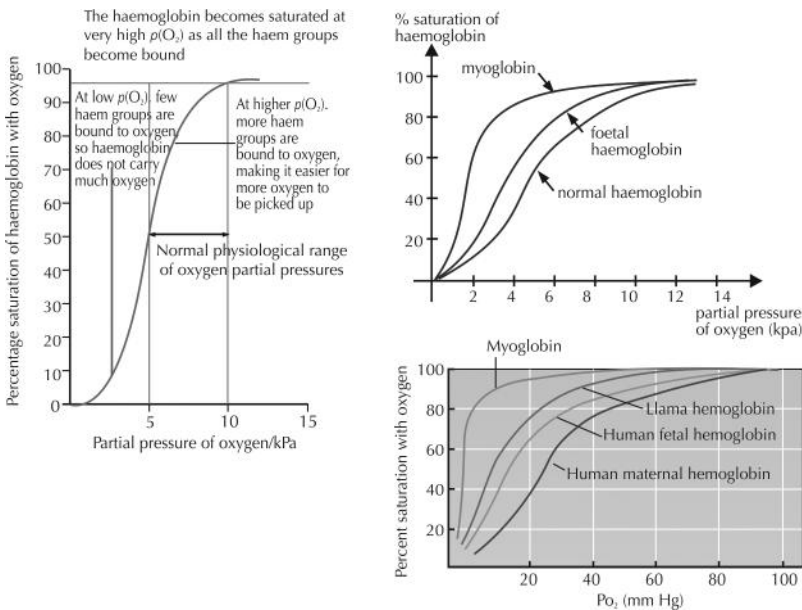 The haemoglobin becomes saturated at
very high p(O₂) as all the haem groups
become bound
Percentage saturation of haemoglobin with oxygen
100
90
80
70
60
50
40
30
20
10
0
At low p(O₂). few
haem groups are
bound to oxygen,
so haemoglobin
does not carry
much oxygen
At higher p(O₂).
more haem
groups are
bound to oxygen,
making it easier for
more oxygen to
be picked up
Normal physiological range
of oxygen partial pressures
5
10
15
Partial pressure of oxygen/kPa
% saturation of
haemoglobin
100
80
60
40
20
myoglobin
foetal
haemoglobin
normal haemoglobin
2
4
6
8
10
12
14
partial pressure
of oxygen (kpa)
Percent saturation with oxygen
100
80
60
40
20
Myoglobin
Llama hemoglobin
Human fetal hemoglobin
Human maternal hemoglobin
20
40
60
80
100
Po₂ (mm Hg)